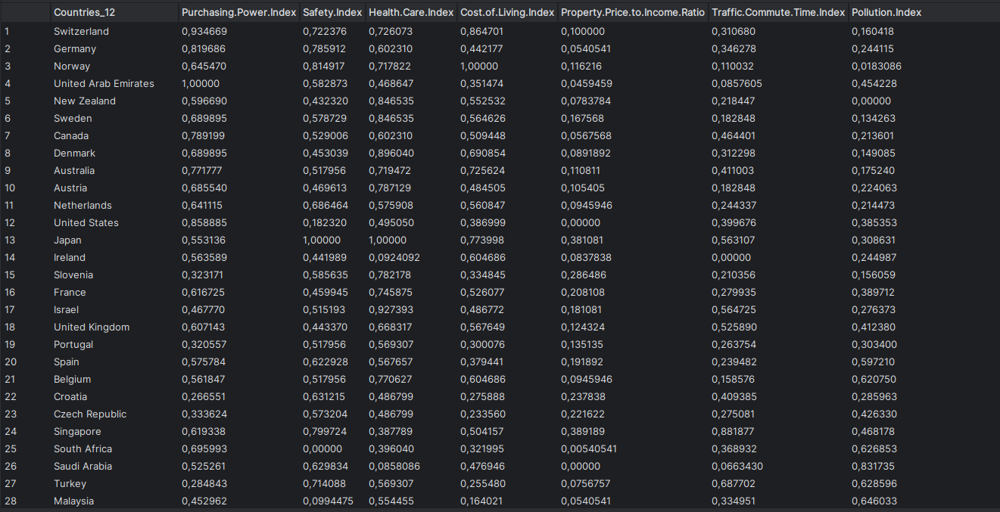 Countries_12 Purchasing.Power.Index Safety.Index Health.Care.Index Cost.of.Living.Index Property.Price.to.Income.Ratio Traffic.Commute.Time.Index Pollution.Index
1 Switzerland 0,934669 0,722376 0,726073 0,864701 0,100000 0,310680 0,160418
2 Germany 0,819686 0,785912 0,602310 0,442177 0,0540541 0,346278 0,244115
3 Norway 0,645470 0,814917 0,717822 1,00000 0,116216 0,110032 0,0183086
4 United Arab Emirates 1,00000 0,582873 0,468647 0,351474 0,0459459 0,0857605 0,454228
5 New Zealand 0,596690 0,432320 0,846535 0,552532 0,0783784 0,218447 0,00000
6 Sweden 0,689895 0,578729 0,846535 0,564626 0,167568 0,182848 0,134263
7 Canada 0,789199 0,529006 0,602310 0,509448 0,0567568 0,464401 0,213601
8 Denmark 0,689895 0,453039 0,896040 0,690854 0,0891892 0,312298 0,149085
9 Australia 0,771777 0,517956 0,719472 0,725624 0,110811 0,411003 0,175240
10 Austria 0,685540 0,469613 0,787129 0,484505 0,105405 0,182848 0,224063
11 Netherlands 0,641115 0,686464 0,575908 0,560847 0,0945946 0,244337 0,214473
12 United States 0,858885 0,182320 0,495050 0,386999 0,00000 0,399676 0,385353
13 Japan 0,553136 1,00000 1,00000 0,773998 0,381081 0,563107 0,308631
14 Ireland 0,563589 0,441989 0,0924092 0,604686 0,0837838 0,00000 0,244987
15 Slovenia 0,323171 0,585635 0,782178 0,334845 0,286486 0,210356 0,156059
16 France 0,616725 0,459945 0,745875 0,526077 0,208108 0,279935 0,389712
17 Israel 0,467770 0,515193 0,927393 0,486772 0,181081 0,564725 0,276373
18 United Kingdom 0,607143 0,443370 0,668317 0,567649 0,124324 0,525890 0,412380
19 Portugal 0,320557 0,517956 0,569307 0,300076 0,135135 0,263754 0,303400
20 Spain 0,575784 0,622928 0,567657 0,379441 0,191892 0,239482 0,597210
21 Belgium 0,561847 0,517956 0,770627 0,604686 0,0945946 0,158576 0,620750
22 Croatia 0,266551 0,631215 0,486799 0,275888 0,237838 0,409385 0,285963
23 Czech Republic 0,333624 0,573204 0,486799 0,233560 0,221622 0,275081 0,426330
24 Singapore 0,619338 0,799724 0,387789 0,504157 0,389189 0,881877 0,468178
25 South Africa 0,695993 0,00000 0,396040 0,321995 0,00540541 0,368932 0,626853
26 Saudi Arabia 0,525261 0,629834 0,0858086 0,476946 0,00000 0,0663430 0,831735
27 Turkey 0,284843 0,714088 0,569307 0,255480 0,0756757 0,687702 0,628596
28 Malaysia 0,452962 0,0994475 0,554455 0,164021 0,0540541 0,334951 0,646033